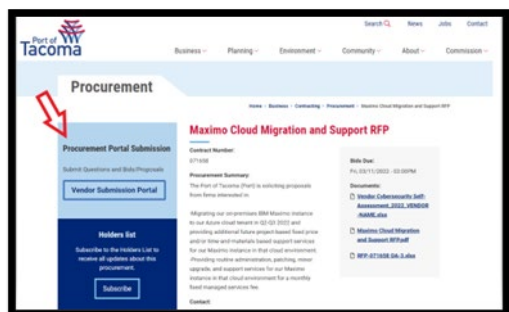 Search News Jobs Contact
Port of
Tacoma
Business Planning Environment Community About Commission
Procurement
Home Business Contracting Procurement Maximo Cloud Migration and Support RFP
Maximo Cloud Migration and Support RFP
Procurement Portal Submission
Submit Questions and Bids/Proposals
Vendor Submission Portal
Holders list
Subscribe to the Holders List to
receive all updates about this
procurement.
Subscribe
Contract Number:
071658
Procurement Summary:
The Port of Tacoma (Port) is soliciting proposals
from firms interested in:
-Migrating our on-premises IBM Maximo instance
to our Azure cloud tenant in Q2-Q3 2022 and
providing additional future project-based fixed price
and/or time and materials based support services
for our Maximo instance in that cloud environment.
-Providing routine administration, patching, minor
upgrade, and support services for our Maximo
instance in that cloud environment for a monthly
fixed managed services fee.
Contact:
Bids Due:
Fri, 03/11/2022 - 02:00PM
Documents:
Vendor Cybersecurity Self-
Assessment_2022_VENDOR
-NAME.xlsx
Maximo Cloud Migration
and Support RFP.pdf
RFP-071658 QA-3.xlsx